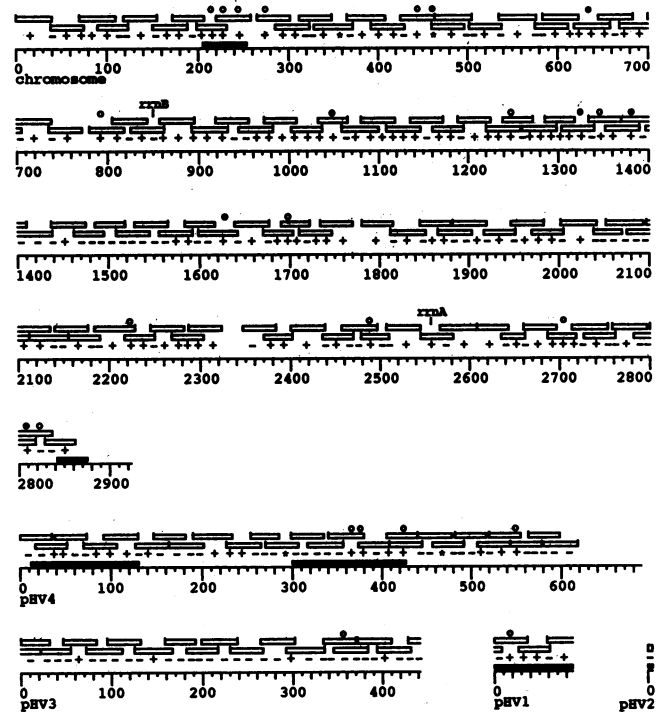 0 100 200 300 400 500 600 700
chromosome
rrnB
700 800 900 1000 1100 1200 1300 1400
1400 1500 1600 1700 1800 1900 2000 2100
rrnA
2100 2200 2300 2400 2500 2600 2700 2800
2800 2900
0 100 200 300 400 500 600
pHV4
0 100 200 300 400 0 0
pHV3 pHV1 pHV2